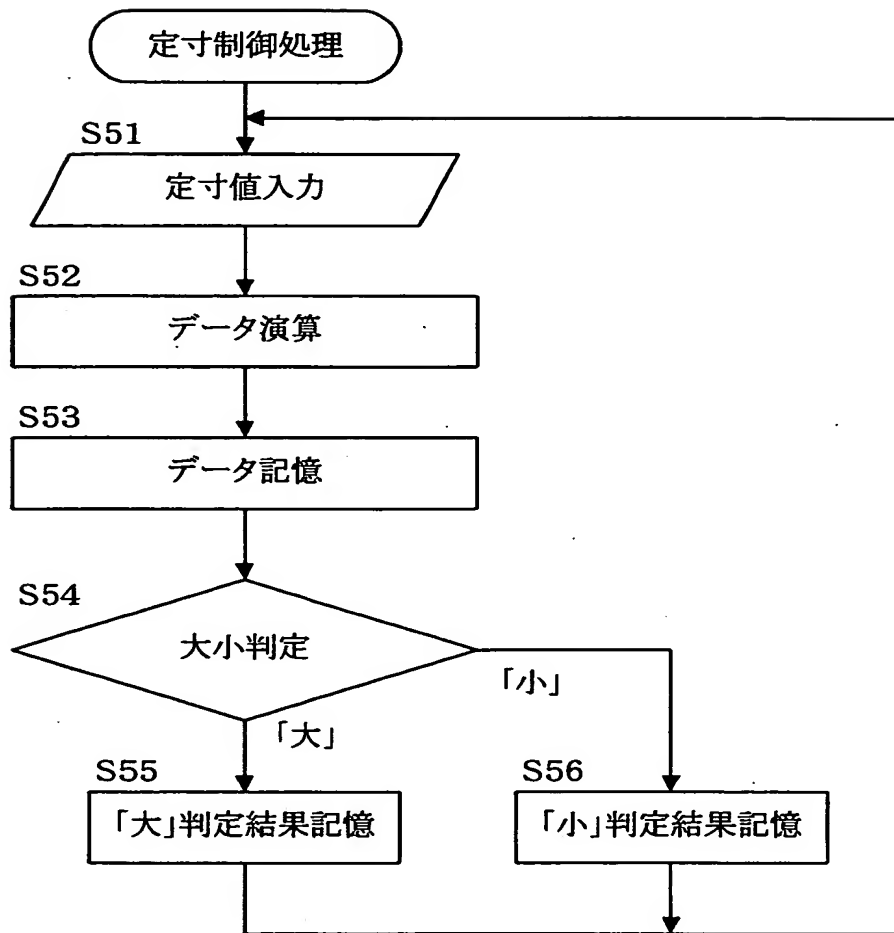 定寸制御処理
S51
定寸値入力
S52
データ演算
S53
データ記憶
S54
大小判定
「小」
「大」
S55
「大」判定結果記憶
S56
「小」判定結果記憶